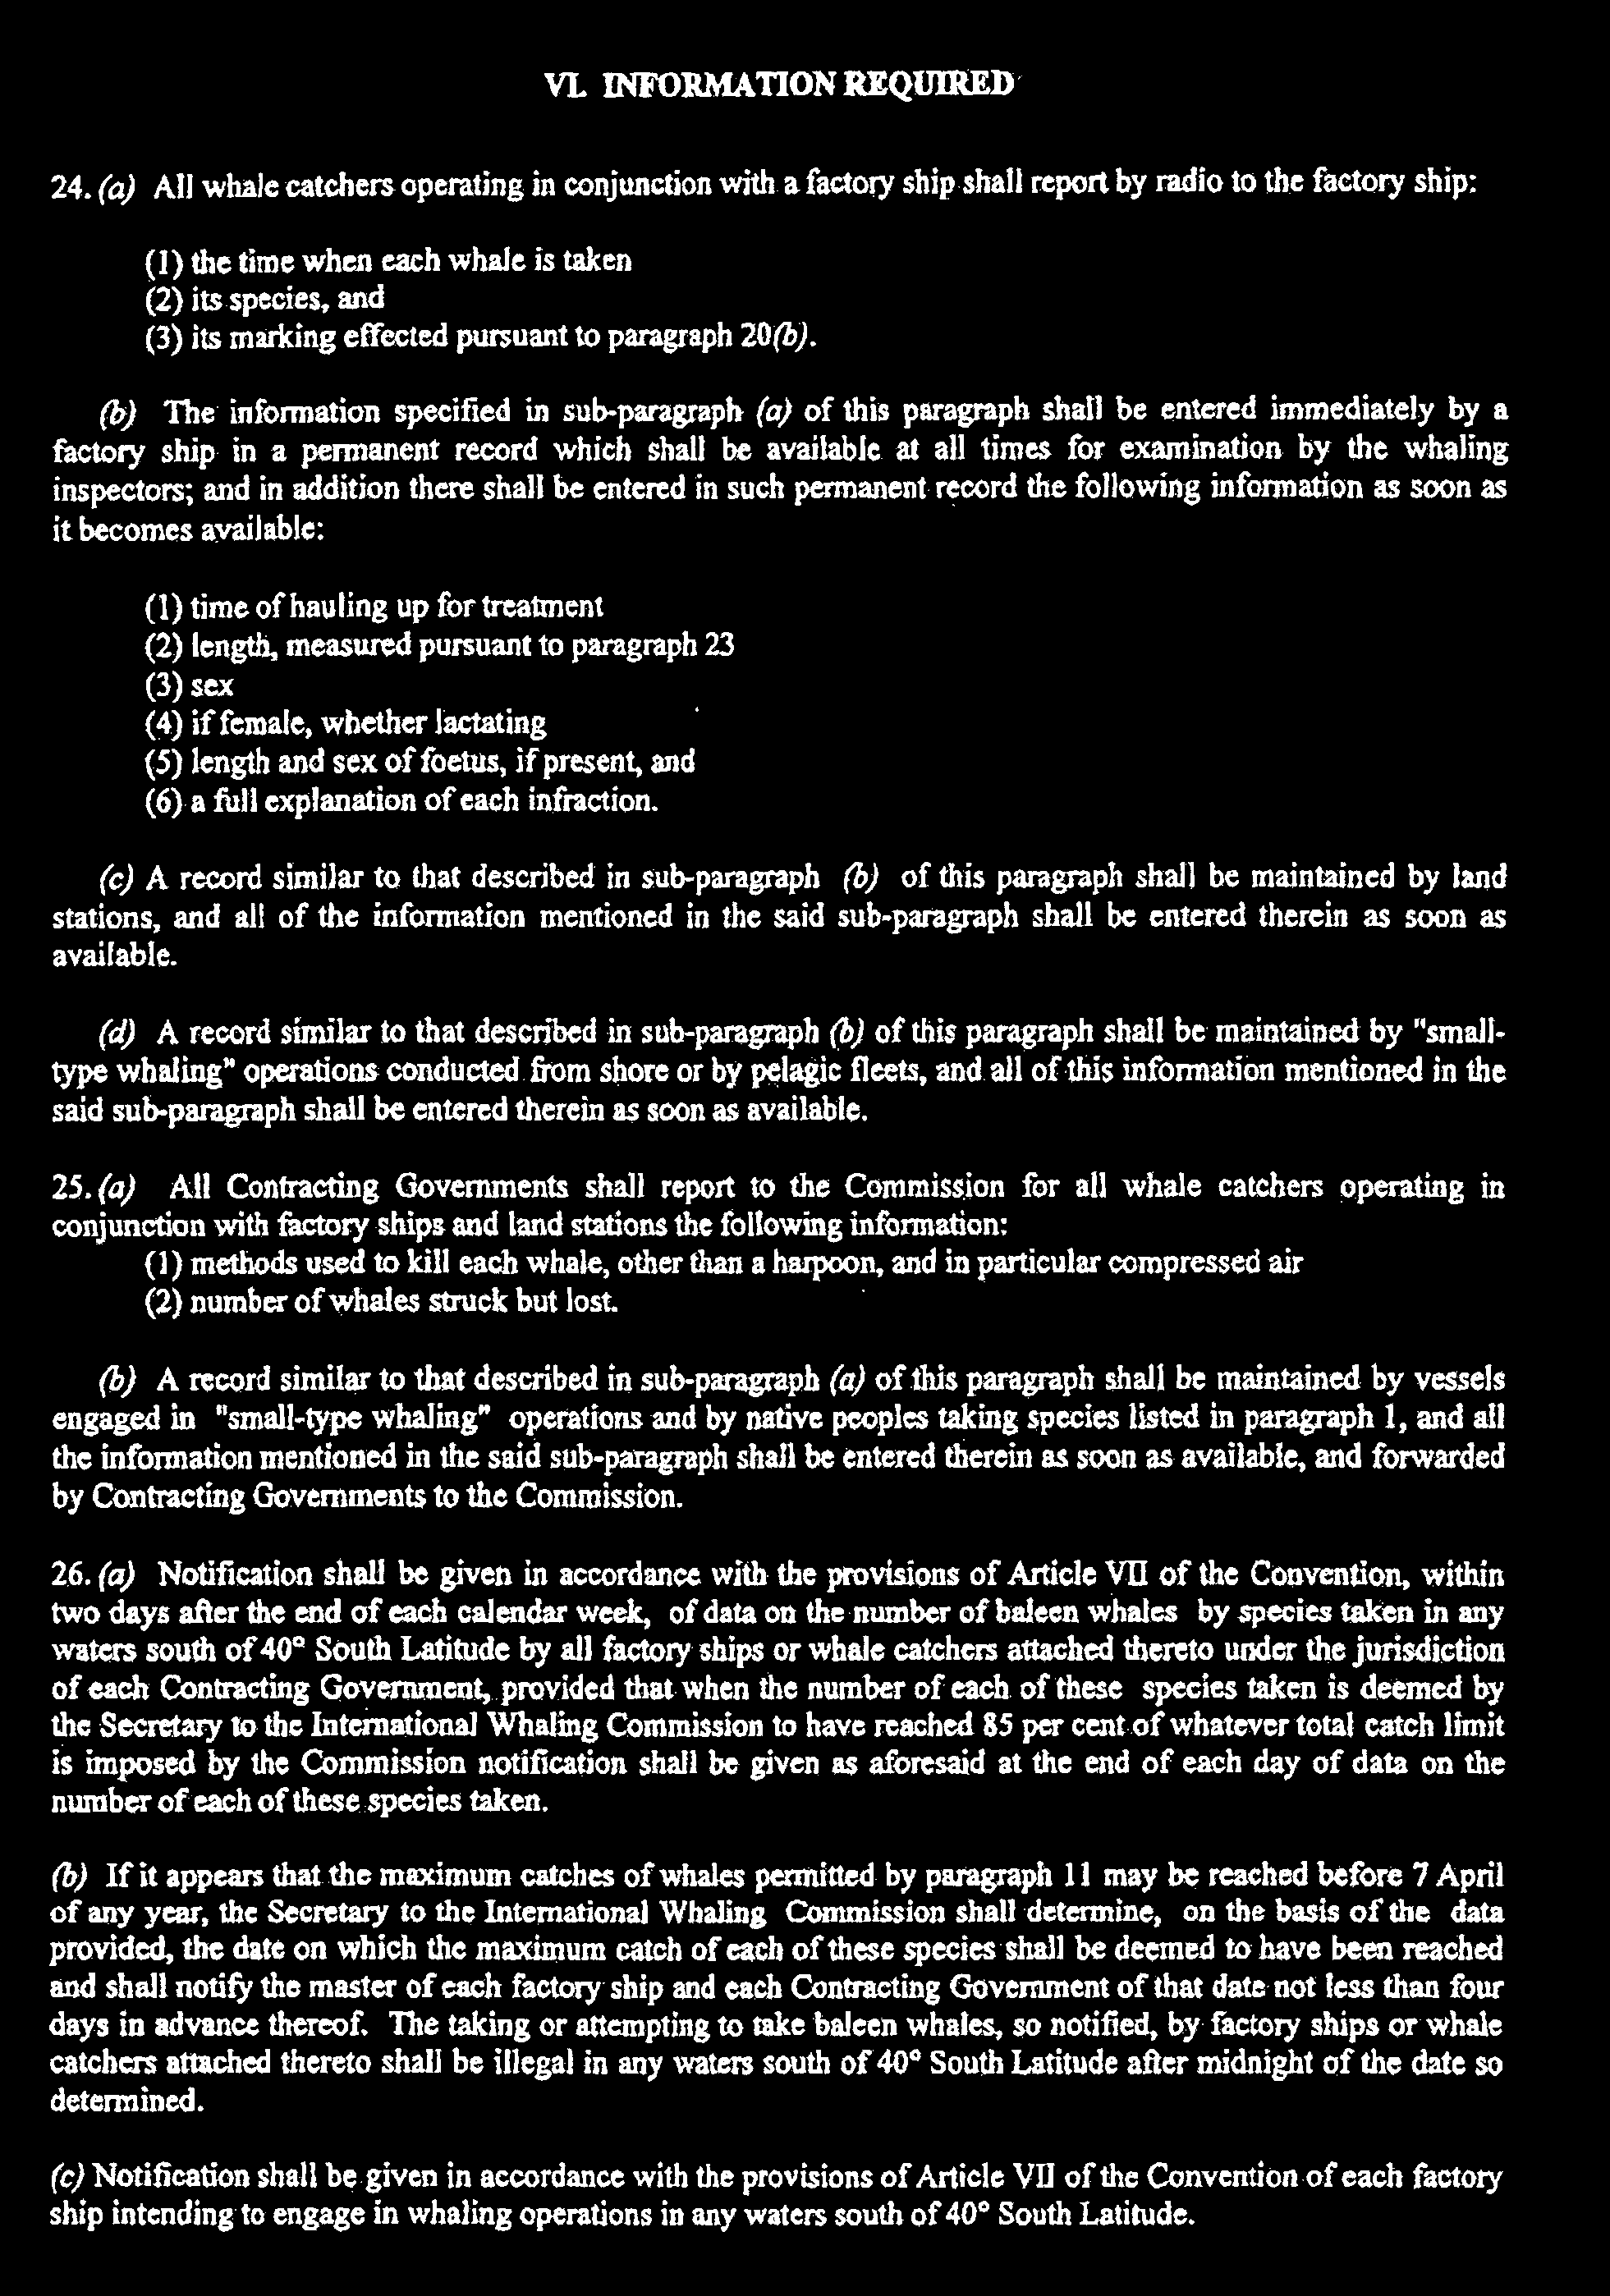 VI. INFORMATION REQUIRED
24. (a) All whale catchers operating in conjunction with a factory ship shall report by radio to the factory ship:
(1) the time when each whale is taken
(2) its species, and
(3) its marking effected pursuant to paragraph 20(b).
(b) The information specified in sub-paragraph (a) of this paragraph shall be entered immediately by a
factory ship in a permanent record which shall be available at all times for examination by the whaling
inspectors; and in addition there shall be entered in such permanent record the following information as soon as
it becomes available:
(1) time of hauling up for treatment
(2) length, measured pursuant to paragraph 23
(3) sex
(4) if female, whether lactating
(5) length and sex of foetus, if present, and
(6) a full explanation of each infraction.
(c) A record similar to that described in sub-paragraph (b) of this paragraph shall be maintained by land
stations, and all of the information mentioned in the said sub-paragraph shall be entered therein as soon as
available.
(d) A record similar to that described in sub-paragraph (b) of this paragraph shall be maintained by "small-
type whaling" operations conducted from shore or by pelagic fleets, and all of this information mentioned in the
said sub-paragraph shall be entered therein as soon as available.
25. (a) All Contracting Governments shall report to the Commission for all whale catchers operating in
conjunction with factory ships and land stations the following information:
(1) methods used to kill each whale, other than a harpoon, and in particular compressed air
(2) number of whales struck but lost.
(b) A record similar to that described in sub-paragraph (a) of this paragraph shall be maintained by vessels
engaged in "small-type whaling" operations and by native peoples taking species listed in paragraph 1, and all
the information mentioned in the said sub-paragraph shall be entered therein as soon as available, and forwarded
by Contracting Governments to the Commission.
26. (a) Notification shall be given in accordance with the provisions of Article VII of the Convention, within
two days after the end of each calendar week, of data on the number of baleen whales by species taken in any
waters south of 40° South Latitude by all factory ships or whale catchers attached thereto under the jurisdiction
of each Contracting Government, provided that when the number of each of these species taken is deemed by
the Secretary to the International Whaling Commission to have reached 85 per cent of whatever total catch limit
is imposed by the Commission notification shall be given as aforesaid at the end of each day of data on the
number of each of these species taken.
(b) If it appears that the maximum catches of whales permitted by paragraph 11 may be reached before 7 April
of any year, the Secretary to the International Whaling Commission shall determine, on the basis of the data
provided, the date on which the maximum catch of each of these species shall be deemed to have been reached
and shall notify the master of each factory ship and each Contracting Government of that date not less than four
days in advance thereof. The taking or attempting to take baleen whales, so notified, by factory ships or whale
catchers attached thereto shall be illegal in any waters south of 40° South Latitude after midnight of the date so
determined.
(c) Notification shall be given in accordance with the provisions of Article VII of the Convention of each factory
ship intending to engage in whaling operations in any waters south of 40° South Latitude.